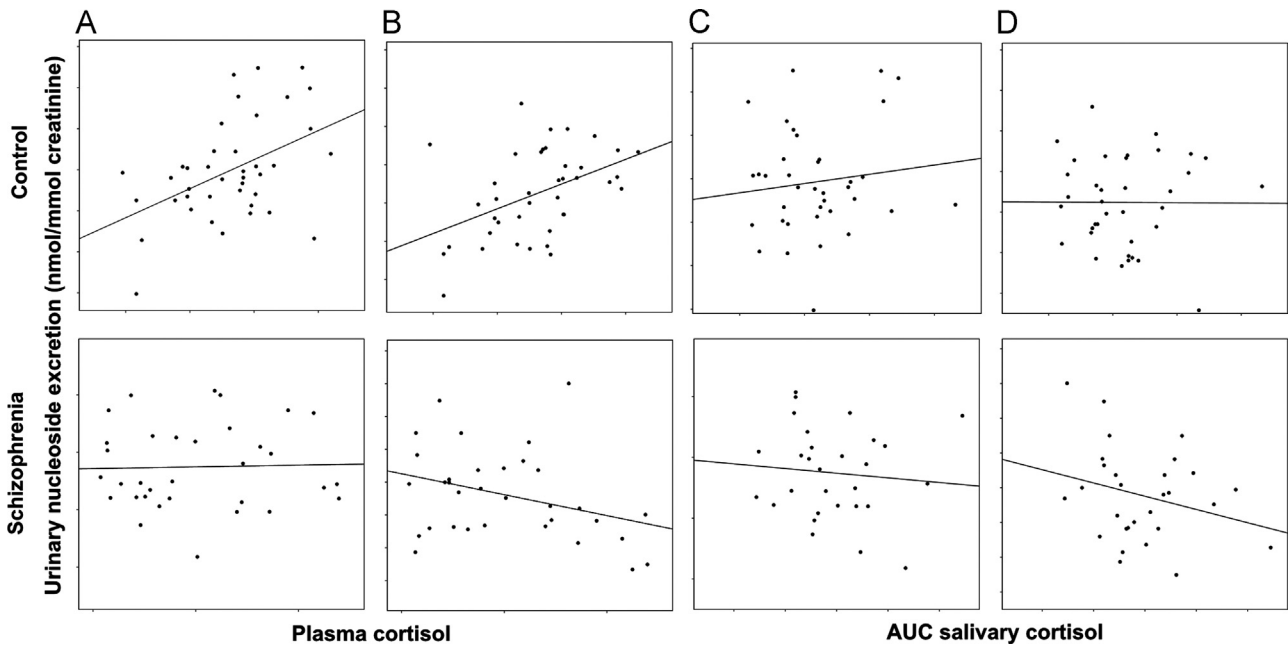 A
B
C
D
Control
Schizophrenia
Urinary nucleoside excretion (nmol/mmol creatinine)
Plasma cortisol
AUC salivary cortisol